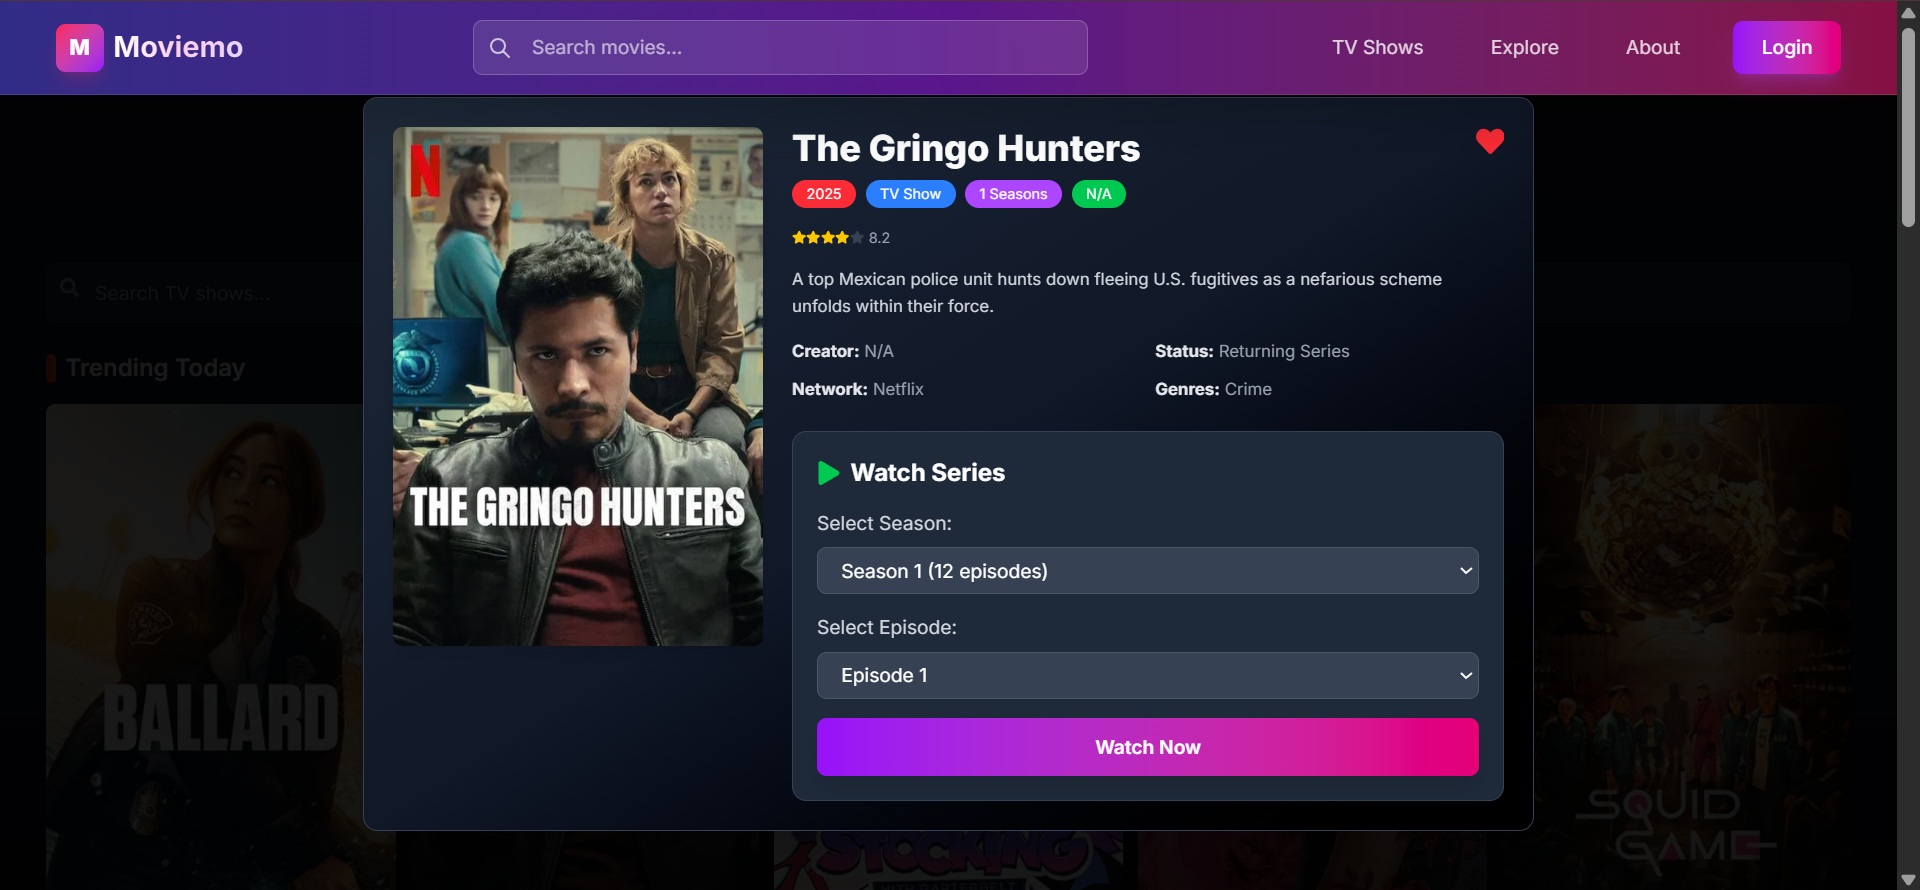 M Moviemo
Search movies...
TV Shows
Explore
About
Login
N
THE GRINGO HUNTERS
The Gringo Hunters
2025
TV Show
1 Seasons
N/A
8.2
A top Mexican police unit hunts down fleeing U.S. fugitives as a nefarious scheme
unfolds within their force.
Creator: N/A
Status: Returning Series
Network: Netflix
Genres: Crime
Watch Series
Select Season:
Season 1 (12 episodes)
Select Episode:
Episode 1
Watch Now
Search TV shows...
Trending Today
BALLARD
STOCKING
SQUID
GAME